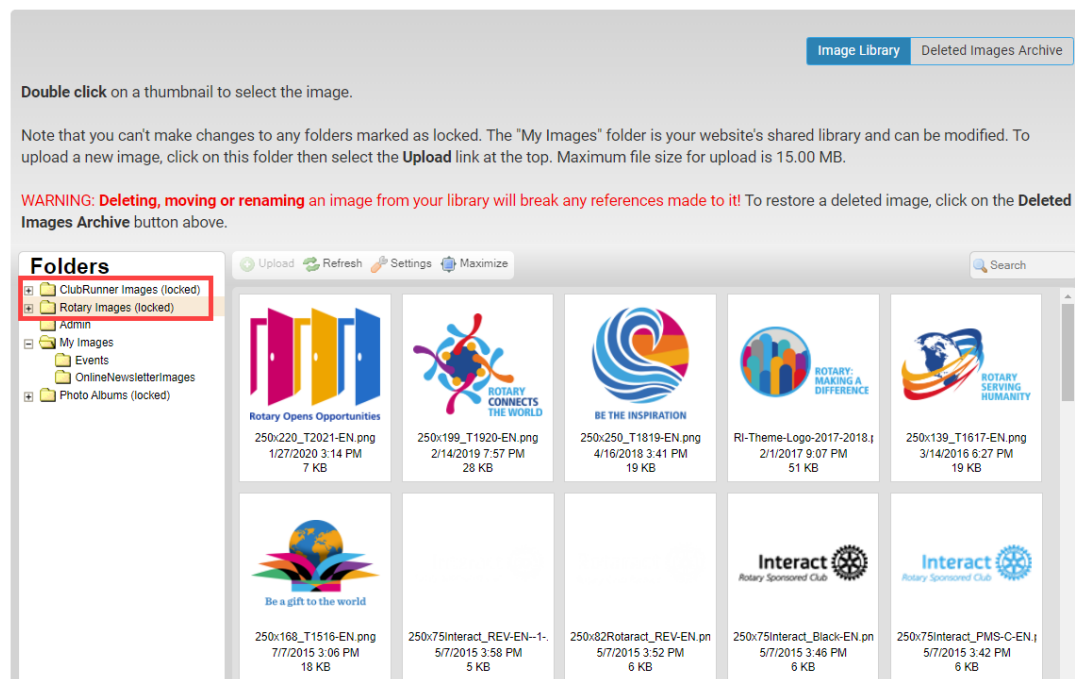 Image Library Deleted Images Archive
Double click on a thumbnail to select the image.
Note that you can't make changes to any folders marked as locked. The "My Images" folder is your website's shared library and can be modified. To
upload a new image, click on this folder then select the Upload link at the top. Maximum file size for upload is 15.00 MB.
WARNING: Deleting, moving or renaming an image from your library will break any references made to it! To restore a deleted image, click on the Deleted
Images Archive button above.
Folders
ClubRunner Images (locked)
Rotary Images (locked)
Admin
My Images
Events
OnlineNewsletterImages
Photo Albums (locked)
Upload Refresh Settings Maximize
Search
Rotary Opens Opportunities
250x220_T2021-EN.png
1/27/2020 3:14 PM
7 KB
ROTARY
CONNECTS
THE WORLD
250x199_T1920-EN.png
2/14/2019 7:57 PM
28 KB
BE THE INSPIRATION
250x250_T1819-EN.png
4/16/2018 3:41 PM
19 KB
ROTARY:
MAKING A
DIFFERENCE
RI-Theme-Logo-2017-2018.p
2/1/2017 9:07 PM
51 KB
ROTARY
SERVING
HUMANITY
250x139_T1617-EN.png
3/14/2016 6:27 PM
19 KB
Be a gift to the world
250x168_T1516-EN.png
7/7/2015 3:06 PM
18 KB
250x75Interact_REV-EN--1-.
5/7/2015 3:58 PM
5 KB
250x82Rotaract_REV-EN.pn
5/7/2015 3:52 PM
6 KB
Interact
Rotary Sponsored Club
250x75Interact_Black-EN.pn
5/7/2015 3:46 PM
6 KB
Interact
Rotary Sponsored Club
250x75Interact_PMS-C-EN.p
5/7/2015 3:42 PM
6 KB